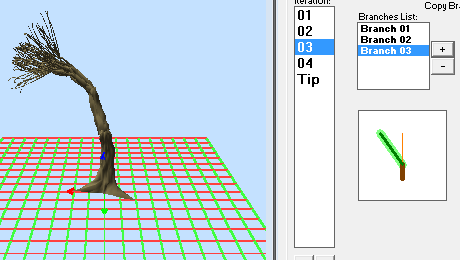 Copy Br
Iteration:
Branches List:
01
02
03
04
Tip
Branch 01
Branch 02
Branch 03
+
-